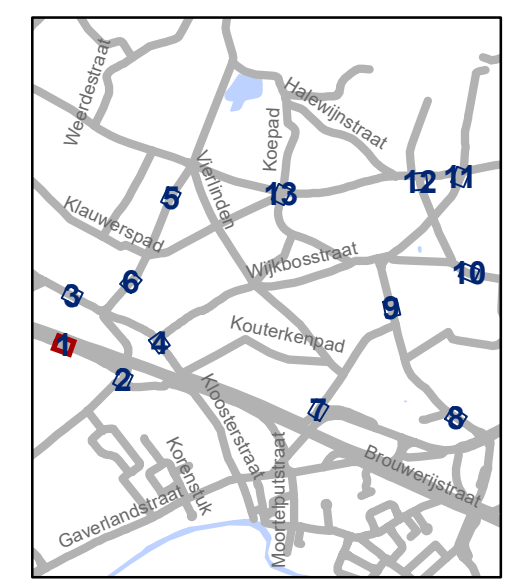 Weerdestraat
Halewijnstraat
Koepad
Vierlinden
5
13
12
11
Klauwerspad
Wijkbosstraat
6
3
10
9
1
4
Kouterkenpad
2
Kloosterstraat
7
8
Korenstuk
Moortelputstraat
Brouwerijstraat
Gaverlandstraat